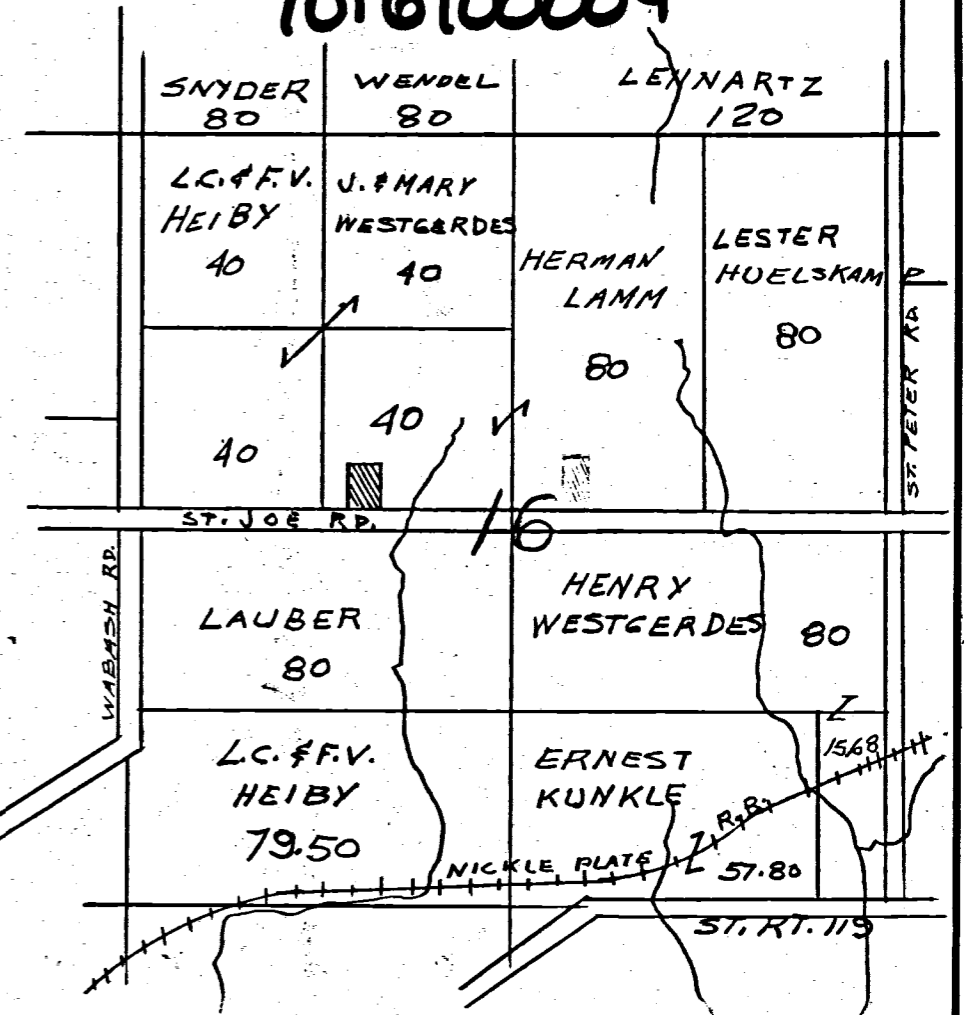 SNYDER
80
WENDEL
80
LENNARTZ
120
L.C. & F.V.
HEIBY
40
J. & MARY
WESTGERDES
40
HERMAN
LAMM
80
LESTER
HUELSKAMP
80
40
40
ST. PETER RD.
16
ST. JOE RD.
WABASH RD.
LAUBER
80
HENRY
WESTGERDES
80
L.C. & F.V.
HEIBY
79.50
ERNEST
KUNKLE
15.68
R.R.
NICKLE PLATE
57.80
ST. RT. 119